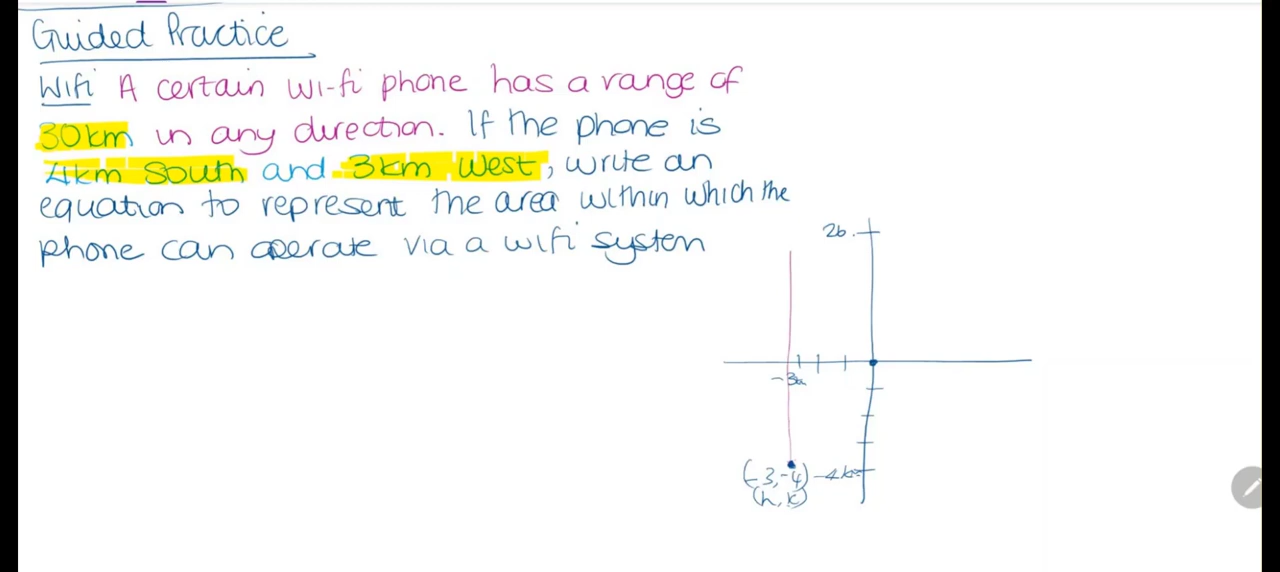 Guided Practice
Wifi A certain wi-fi phone has a range of
30km in any direction. If the phone is
4km South and 3km West, write an
equation to represent the area within which the
phone can operate via a wifi system
26.
-3
(-3,-4) -4k
(h,k)